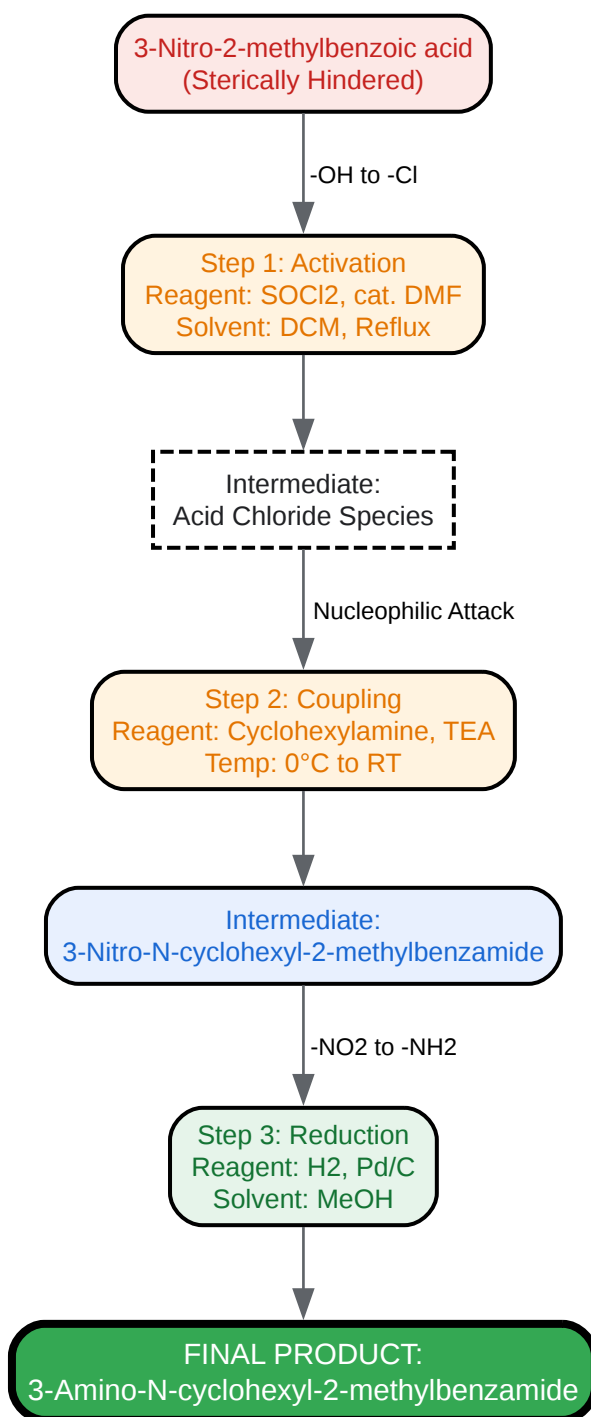 3-Nitro-2-methylbenzoic acid
(Sterically Hindered)
-OH to -Cl
Step 1: Activation
Reagent: SOCl2, cat. DMF
Solvent: DCM, Reflux
Intermediate:
Acid Chloride Species
Nucleophilic Attack
Step 2: Coupling
Reagent: Cyclohexylamine, TEA
Temp: 0°C to RT
Intermediate:
3-Nitro-N-cyclohexyl-2-methylbenzamide
-NO2 to -NH2
Step 3: Reduction
Reagent: H2, Pd/C
Solvent: MeOH
FINAL PRODUCT:
3-Amino-N-cyclohexyl-2-methylbenzamide